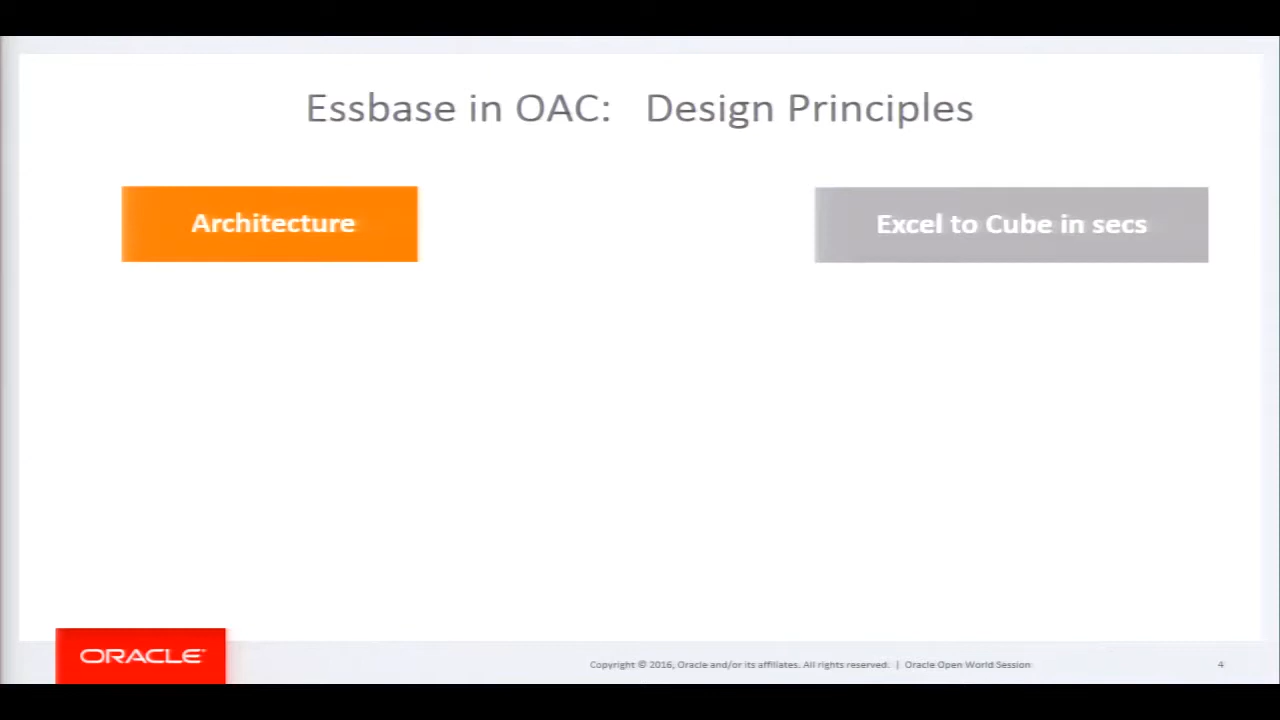 Essbase in OAC: Design Principles
Architecture
Excel to Cube in secs
ORACLE
Copyright © 2016, Oracle and/or its affiliates. All rights reserved. | Oracle Open World Session
4